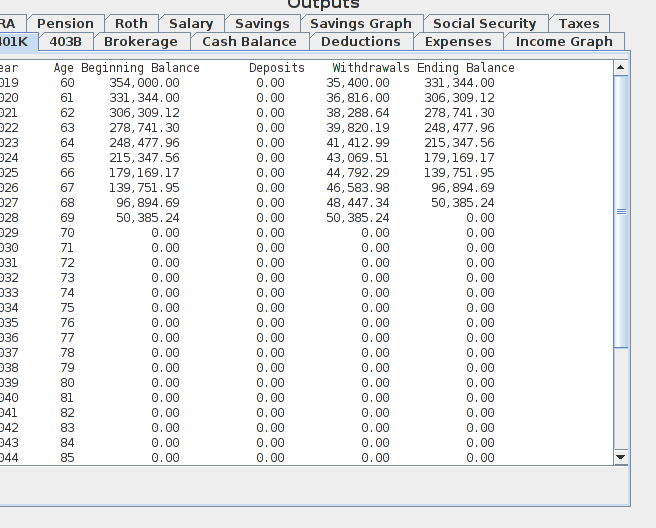 Outputs
RA Pension Roth Salary Savings Savings Graph Social Security Taxes
401K 403B Brokerage Cash Balance Deductions Expenses Income Graph
ear Age Beginning Balance Deposits Withdrawals Ending Balance
019 60 354,000.00 0.00 35,400.00 331,344.00
020 61 331,344.00 0.00 36,816.00 306,309.12
021 62 306,309.12 0.00 38,288.64 278,741.30
022 63 278,741.30 0.00 39,820.19 248,477.96
023 64 248,477.96 0.00 41,412.99 215,347.56
024 65 215,347.56 0.00 43,069.51 179,169.17
025 66 179,169.17 0.00 44,792.29 139,751.95
026 67 139,751.95 0.00 46,583.98 96,894.69
027 68 96,894.69 0.00 48,447.34 50,385.24
028 69 50,385.24 0.00 50,385.24 0.00
029 70 0.00 0.00 0.00 0.00
030 71 0.00 0.00 0.00 0.00
031 72 0.00 0.00 0.00 0.00
032 73 0.00 0.00 0.00 0.00
033 74 0.00 0.00 0.00 0.00
034 75 0.00 0.00 0.00 0.00
035 76 0.00 0.00 0.00 0.00
036 77 0.00 0.00 0.00 0.00
037 78 0.00 0.00 0.00 0.00
038 79 0.00 0.00 0.00 0.00
039 80 0.00 0.00 0.00 0.00
040 81 0.00 0.00 0.00 0.00
041 82 0.00 0.00 0.00 0.00
042 83 0.00 0.00 0.00 0.00
043 84 0.00 0.00 0.00 0.00
044 85 0.00 0.00 0.00 0.00